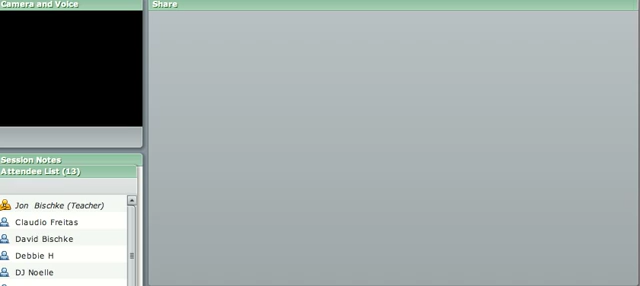 Camera and Voice
Share
Session Notes
Attendee List (13)
Jon Bischke (Teacher)
Claudio Freitas
David Bischke
Debbie H
DJ Noelle